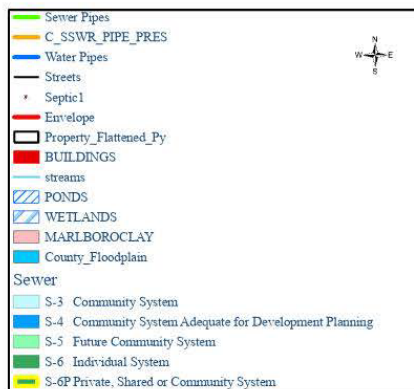 Sewer Pipes
C_SSWR_PIPE_PRES
Water Pipes
Streets
Septic1
Envelope
Property_Flattened_Py
BUILDINGS
streams
PONDS
WETLANDS
MARLBOROCLAY
County_Floodplain
Sewer
S-3 Community System
S-4 Community System Adequate for Development Planning
S-5 Future Community System
S-6 Individual System
S-6P Private, Shared or Community System
N
W E
S